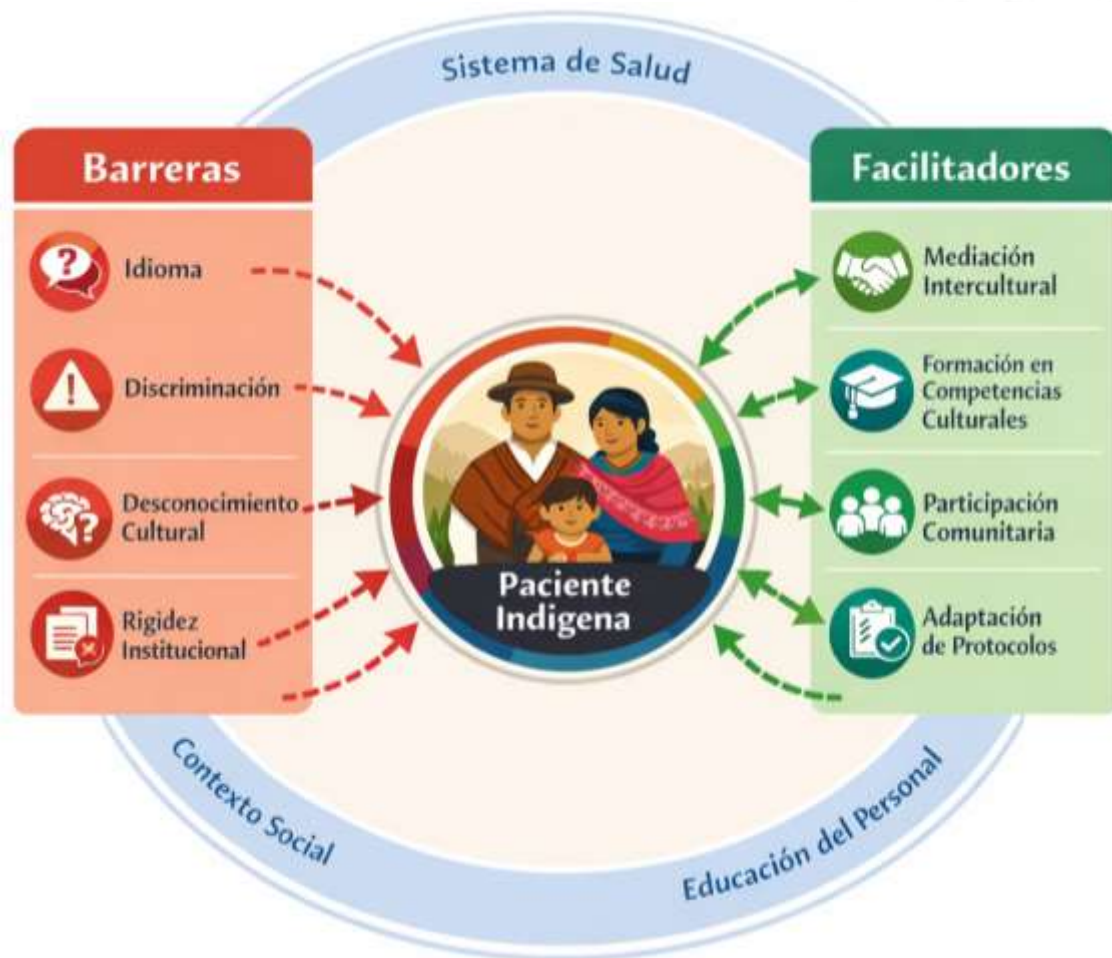 Sistema de Salud
Barreras
Idioma
Discriminación
Desconocimiento
Cultural
Rigidez
Institucional
Paciente
Indigena
Facilitadores
Mediación
Intercultural
Formación en
Competencias
Culturales
Participación
Comunitaria
Adaptación
de Protocolos
Contexto Social
Educación del Personal